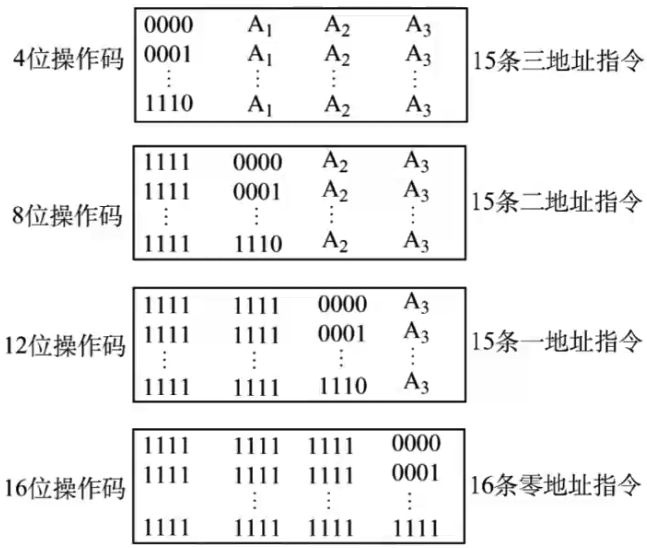 0000 A₁ A₂ A₃
4位操作码 0001 A₁ A₂ A₃ 15条三地址指令
⋮ ⋮ ⋮ ⋮
1110 A₁ A₂ A₃
1111 0000 A₂ A₃
1111 0001 A₂ A₃
8位操作码 ⋮ ⋮ ⋮ ⋮ 15条二地址指令
1111 1110 A₂ A₃
1111 1111 0000 A₃
1111 1111 0001 A₃
12位操作码 ⋮ ⋮ ⋮ ⋮ 15条一地址指令
1111 1111 1110 A₃
1111 1111 1111 0000
1111 1111 1111 0001
16位操作码 ⋮ ⋮ ⋮ 16条零地址指令
1111 1111 1111 1111